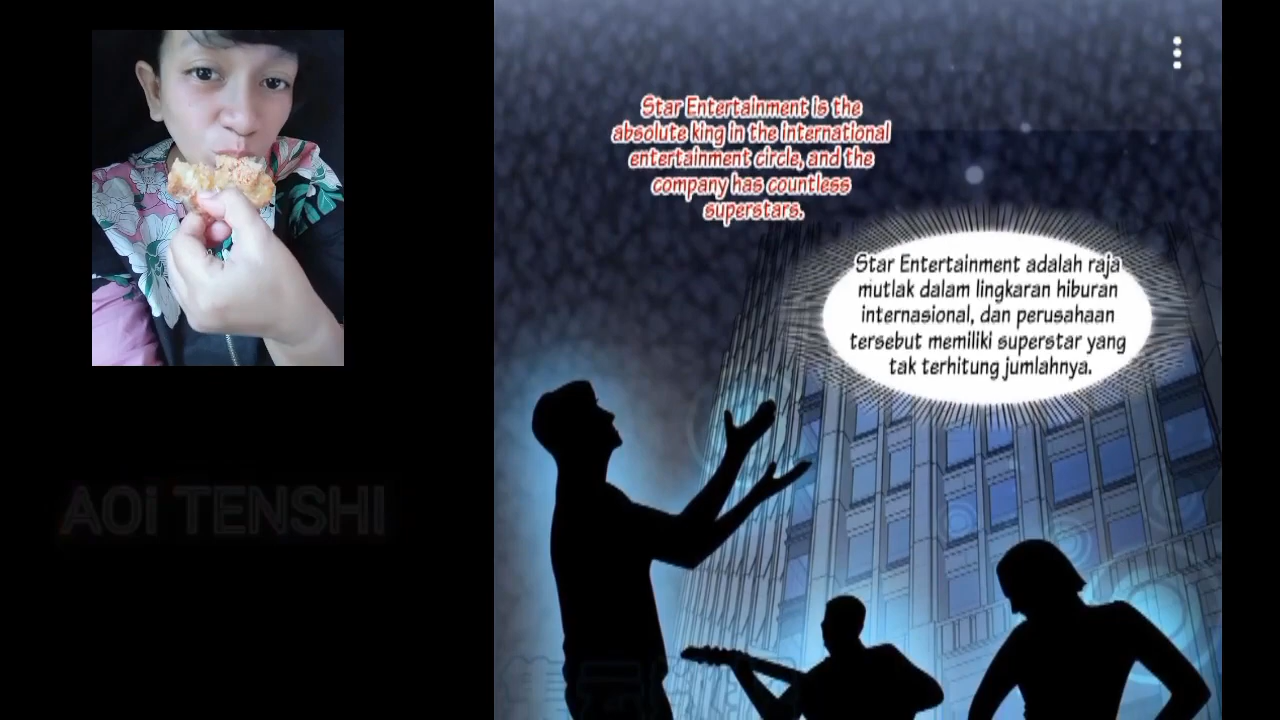 Star Entertainment is the
absolute king in the international
entertainment circle, and the
company has countless
superstars.
Star Entertainment adalah raja
mutlak dalam lingkaran hiburan
internasional, dan perusahaan
tersebut memiliki superstar yang
tak terhitung jumlahnya.
AOi TENSHI